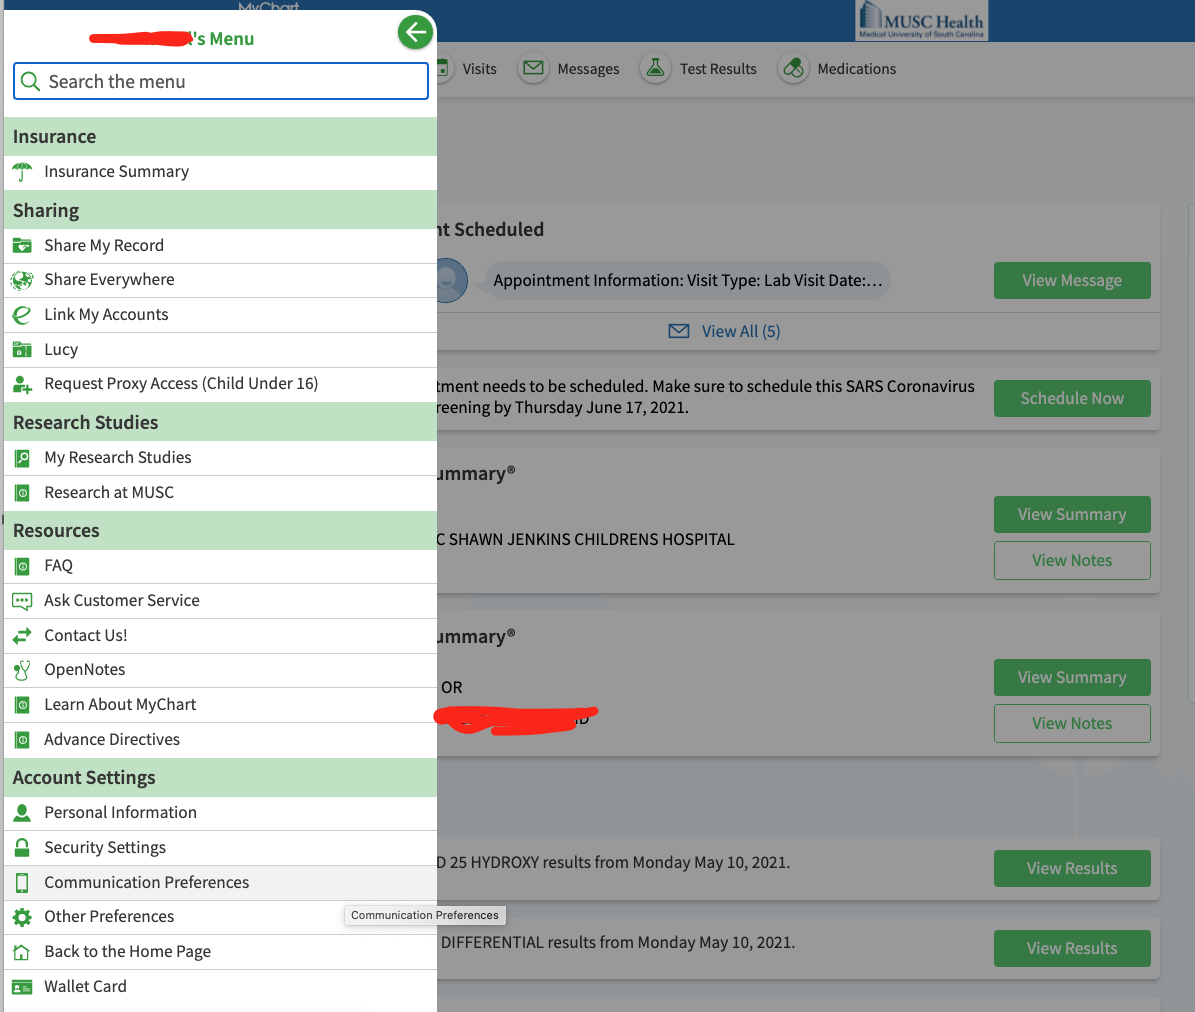 MyChart
MUSC Health
Medical University of South Carolina
's Menu
Search the menu
Visits
Messages
Test Results
Medications
Insurance
Insurance Summary
Sharing
Share My Record
Share Everywhere
Link My Accounts
Lucy
Request Proxy Access (Child Under 16)
Research Studies
My Research Studies
Research at MUSC
Resources
FAQ
Ask Customer Service
Contact Us!
OpenNotes
Learn About MyChart
Advance Directives
Account Settings
Personal Information
Security Settings
Communication Preferences
Other Preferences
Communication Preferences
Back to the Home Page
Wallet Card
nt Scheduled
Appointment Information: Visit Type: Lab Visit Date:...
View Message
View All (5)
tment needs to be scheduled. Make sure to schedule this SARS Coronavirus
reening by Thursday June 17, 2021.
Schedule Now
ummary®
C SHAWN JENKINS CHILDRENS HOSPITAL
View Summary
View Notes
ummary®
OR
View Summary
View Notes
D 25 HYDROXY results from Monday May 10, 2021.
View Results
DIFFERENTIAL results from Monday May 10, 2021.
View Results